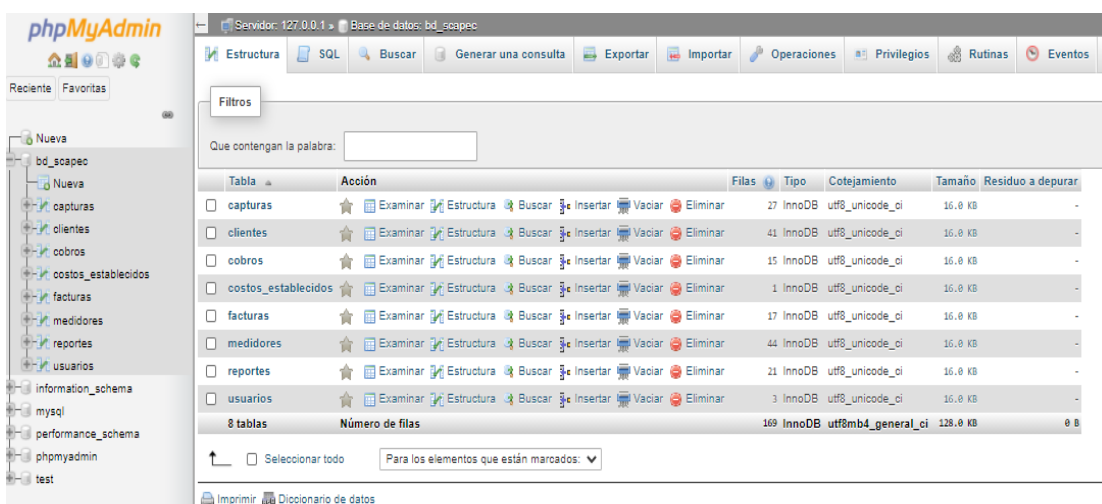 phpMyAdmin
Reciente Favoritas
Nueva
bd_scapec
Nueva
capturas
clientes
cobros
costos_establecidos
facturas
medidores
reportes
usuarios
information_schema
mysql
performance_schema
phpmyadmin
test
Servidor: 127.0.0.1 » Base de datos: bd_scapec
Estructura SQL Buscar Generar una consulta Exportar Importar Operaciones Privilegios Rutinas Eventos
Filtros
Que contengan la palabra:
Tabla Acción Filas Tipo Cotejamiento Tamaño Residuo a depurar
capturas Examinar Estructura Buscar Insertar Vaciar Eliminar 27 InnoDB utf8_unicode_ci 16.0 KB -
clientes Examinar Estructura Buscar Insertar Vaciar Eliminar 41 InnoDB utf8_unicode_ci 16.0 KB -
cobros Examinar Estructura Buscar Insertar Vaciar Eliminar 15 InnoDB utf8_unicode_ci 16.0 KB -
costos_establecidos Examinar Estructura Buscar Insertar Vaciar Eliminar 1 InnoDB utf8_unicode_ci 16.0 KB -
facturas Examinar Estructura Buscar Insertar Vaciar Eliminar 17 InnoDB utf8_unicode_ci 16.0 KB -
medidores Examinar Estructura Buscar Insertar Vaciar Eliminar 44 InnoDB utf8_unicode_ci 16.0 KB -
reportes Examinar Estructura Buscar Insertar Vaciar Eliminar 21 InnoDB utf8_unicode_ci 16.0 KB -
usuarios Examinar Estructura Buscar Insertar Vaciar Eliminar 3 InnoDB utf8_unicode_ci 16.0 KB -
8 tablas Número de filas 169 InnoDB utf8mb4_general_ci 128.0 KB 0 B
Seleccionar todo Para los elementos que están marcados:
Imprimir Diccionario de datos